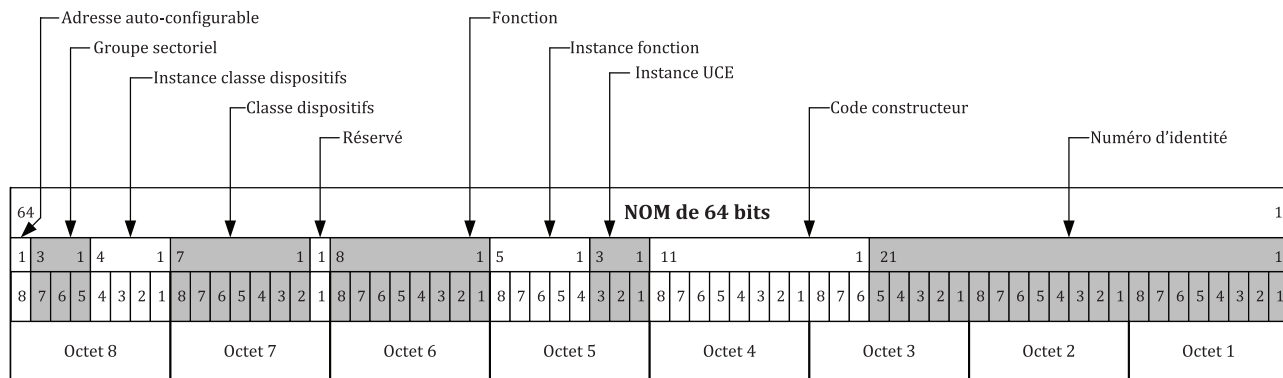 Adresse auto-configurable
Fonction
Groupe sectoriel
Instance fonction
Instance classe dispositifs
Instance UCE
Classe dispositifs
Code constructeur
Réservé
Numéro d'identité
64 NOM de 64 bits 1
1 3 1 4 1 7 1 1 8 1 5 1 3 1 11 1 21 1
8 7 6 5 4 3 2 1 8 7 6 5 4 3 2 1 8 7 6 5 4 3 2 1 8 7 6 5 4 3 2 1 8 7 6 5 4 3 2 1 8 7 6 5 4 3 2 1 8 7 6 5 4 3 2 1 8 7 6 5 4 3 2 1
Octet 8 Octet 7 Octet 6 Octet 5 Octet 4 Octet 3 Octet 2 Octet 1